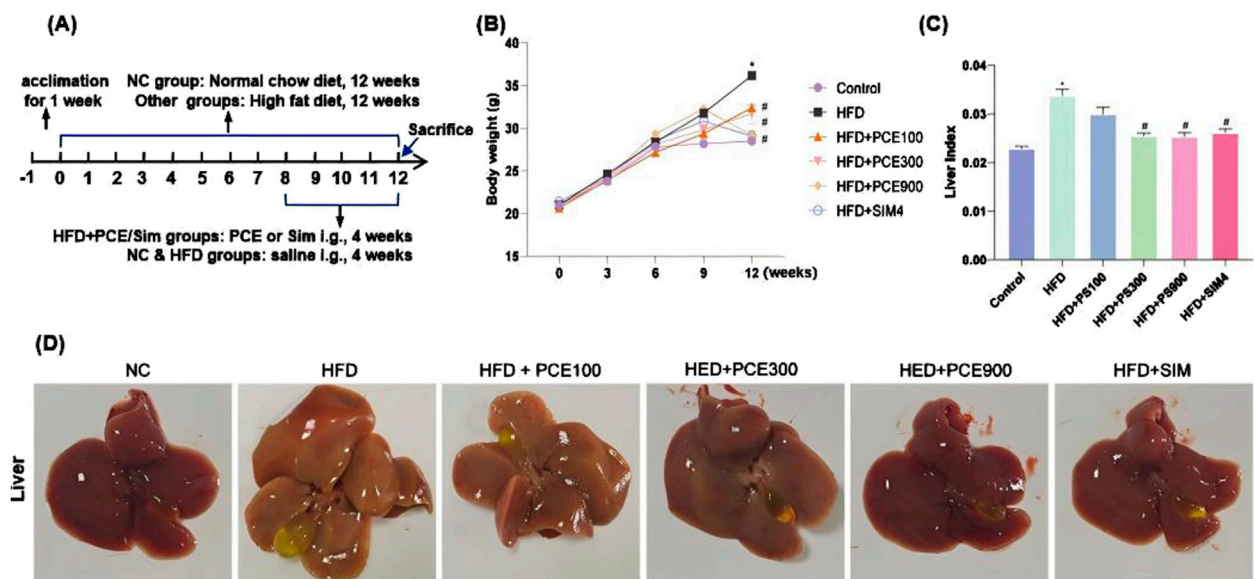 (A)
acclimation
for 1 week
NC group: Normal chow diet, 12 weeks
Other groups: High fat diet, 12 weeks
Sacrifice
-1 0 1 2 3 4 5 6 7 8 9 10 11 12
HFD+PCE/Sim groups: PCE or Sim i.g., 4 weeks
NC & HFD groups: saline i.g., 4 weeks
(B)
Body weight (g)
40
35
30
25
20
15
0 3 6 9 12 (weeks)
*
#
#
#
Control
HFD
HFD+PCE100
HFD+PCE300
HFD+PCE900
HFD+SIM4
(C)
Liver Index
0.04
0.03
0.02
0.01
0.00
*
# # #
Control
HFD
HFD+PS100
HFD+PS300
HFD+PS900
HFD+SIM4
(D)
NC HFD HFD + PCE100 HED+PCE300 HED+PCE900 HFD+SIM
Liver